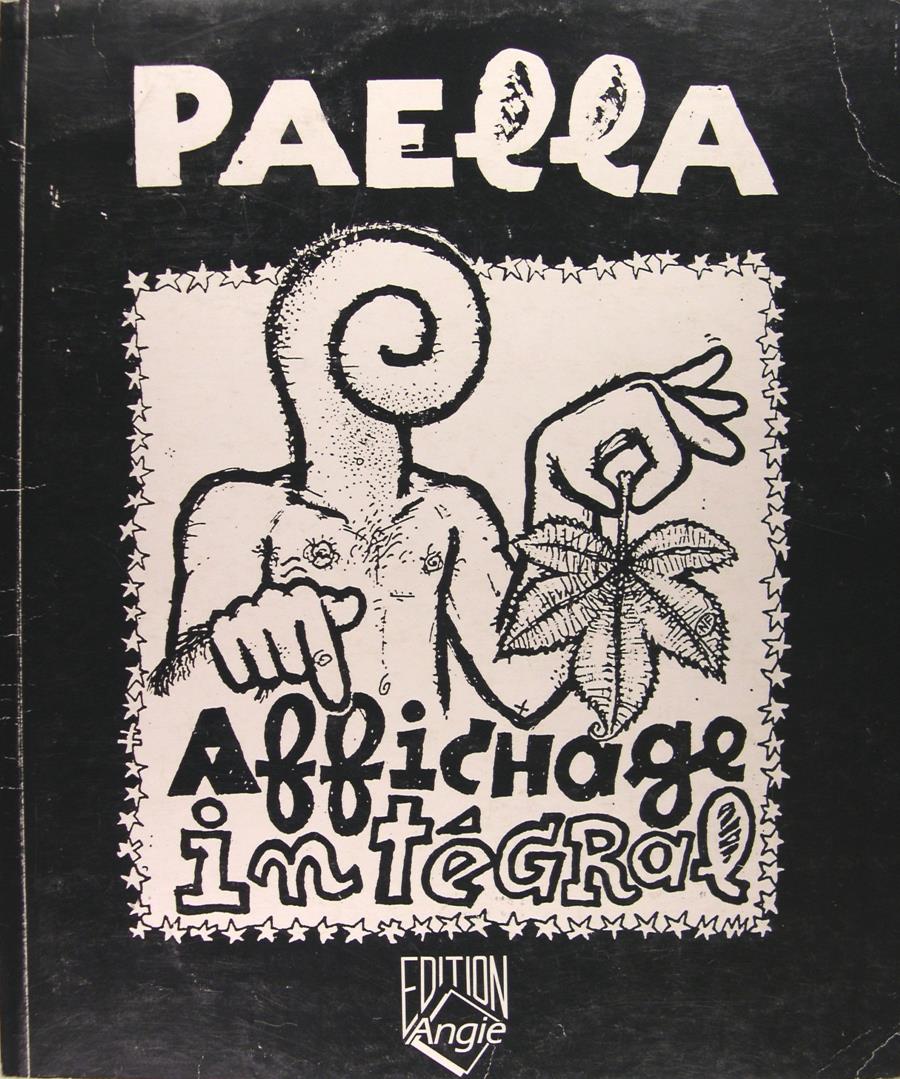 PAEllA
Affichage
intéGRal
EDITION
Angie